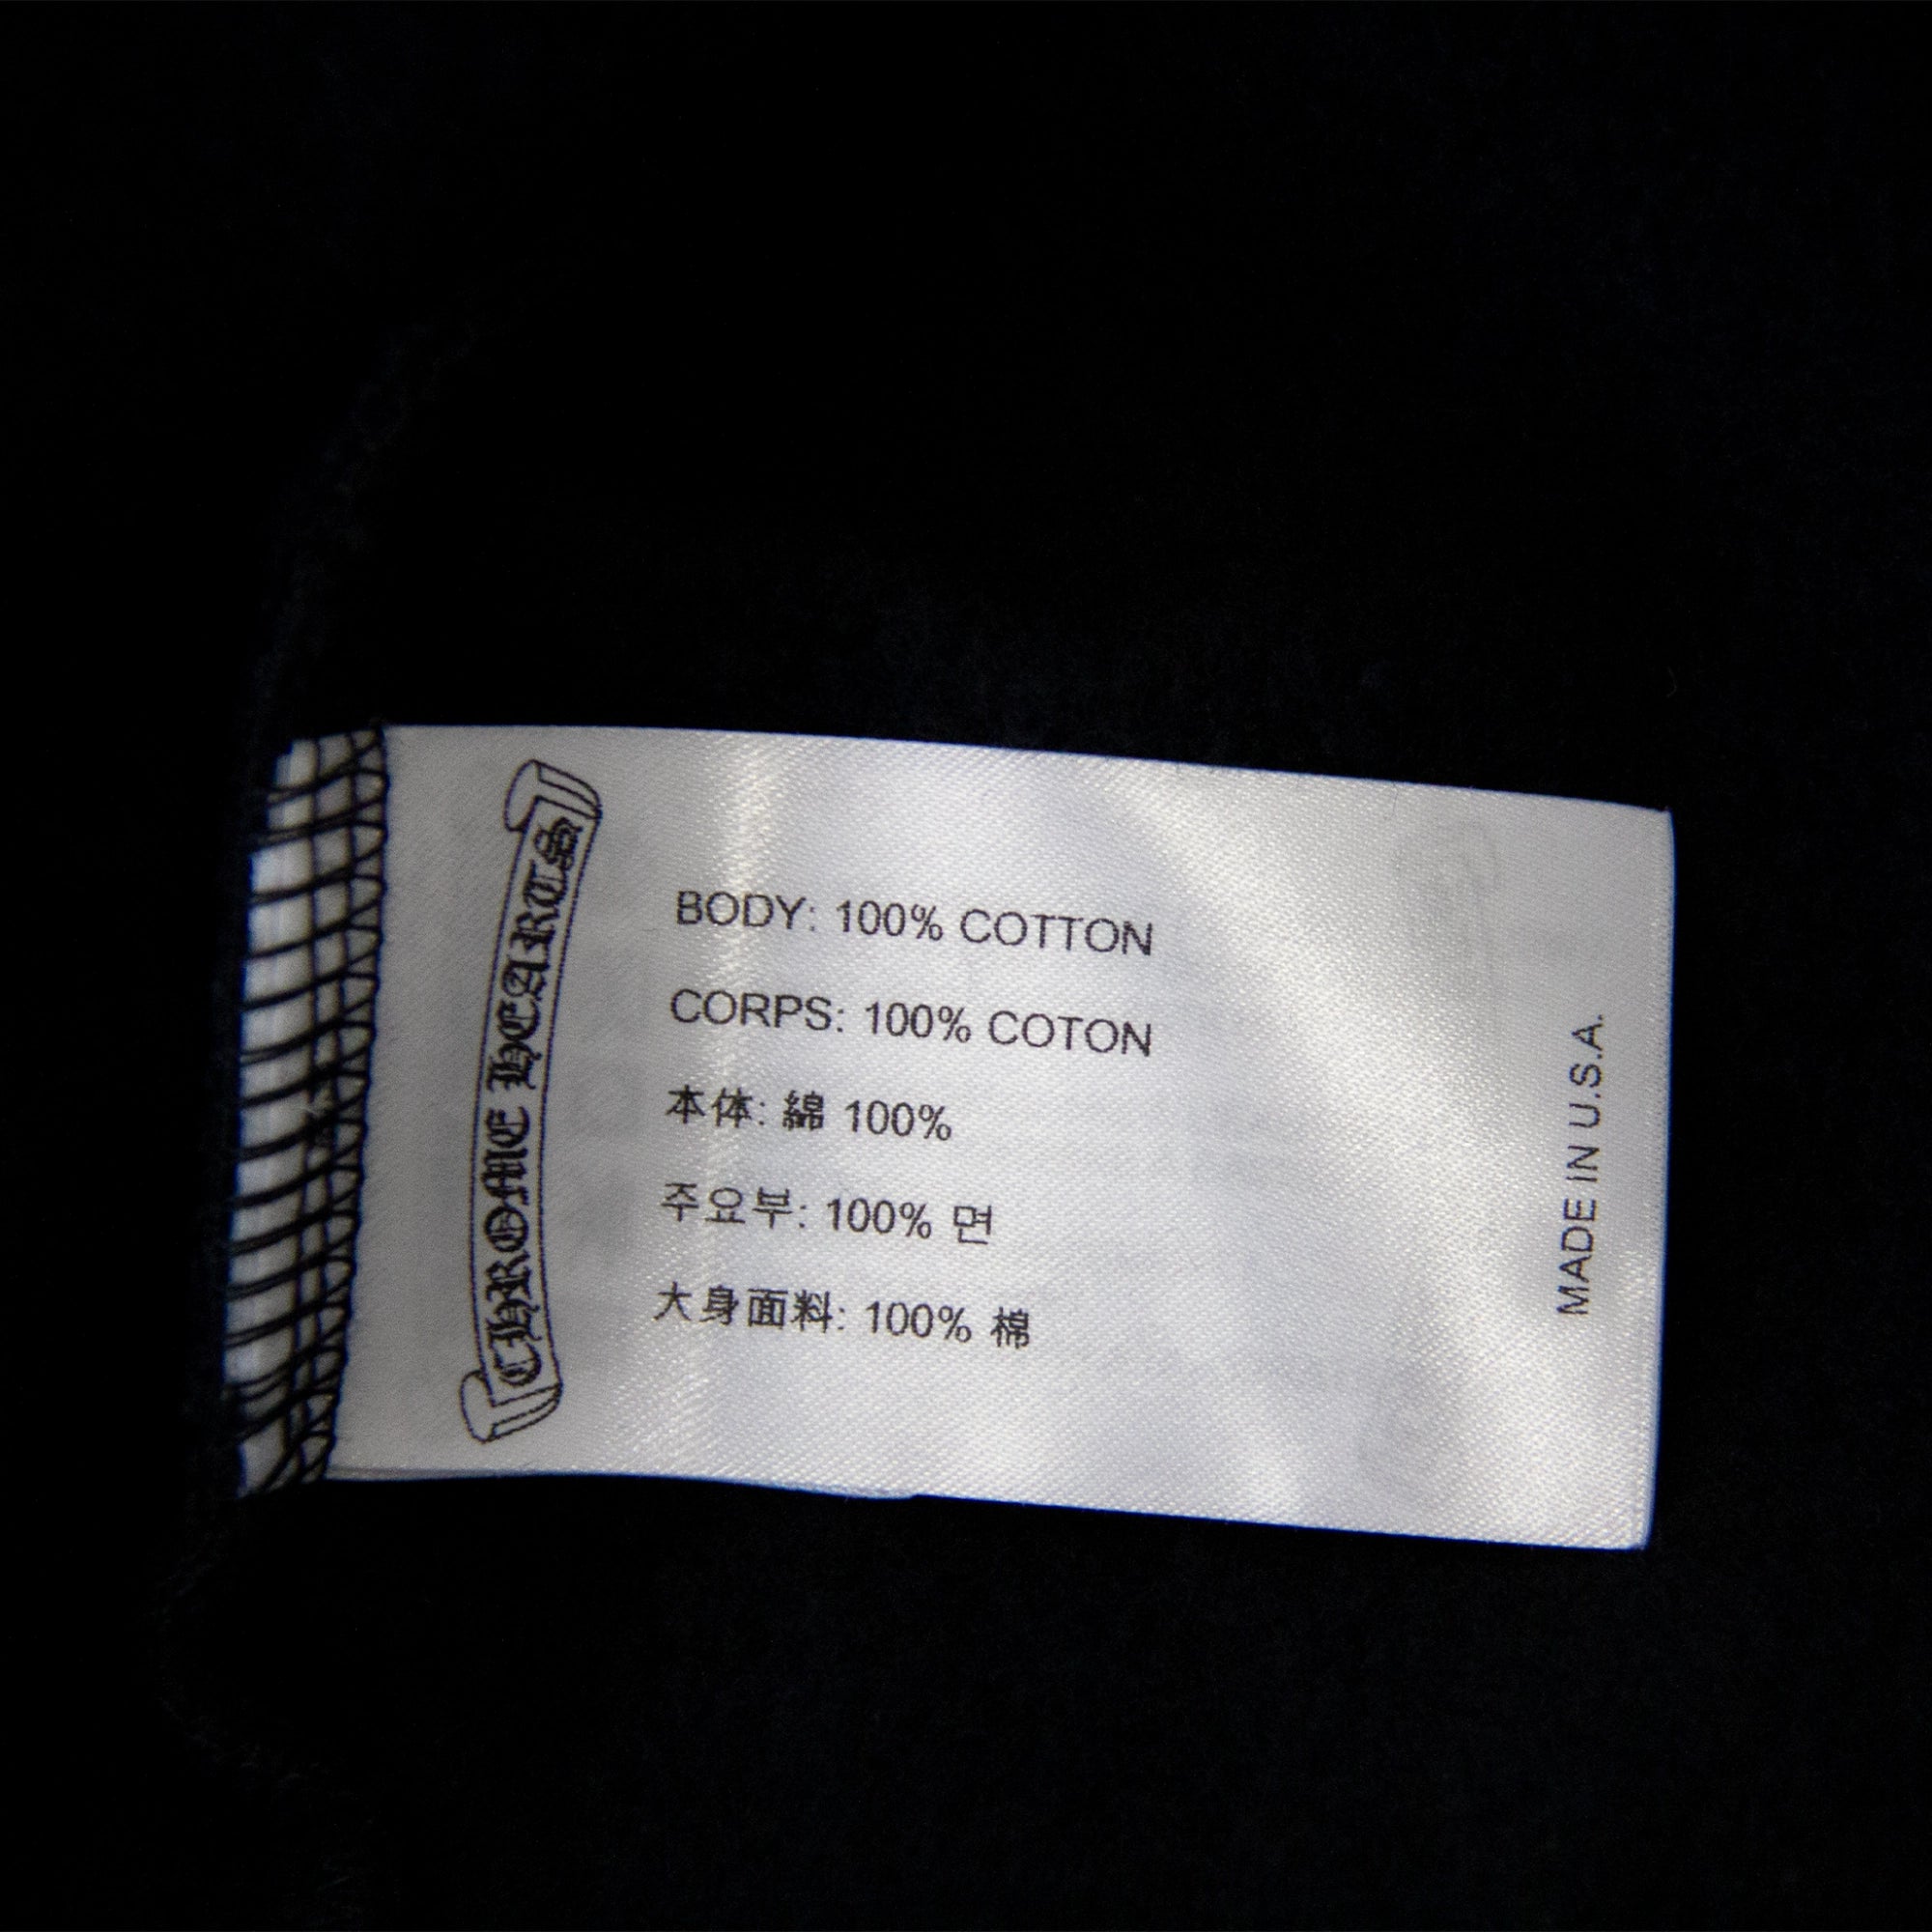 CHROME HEARTS
BODY: 100% COTTON
CORPS: 100% COTON
本体: 綿 100%
주요부: 100% 면
大身面料: 100% 棉
MADE IN U.S.A.